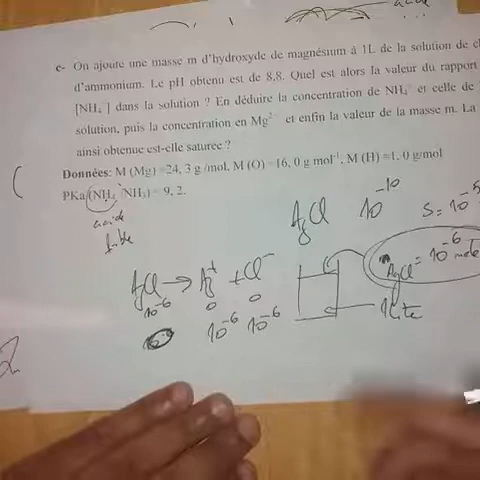 acide
c- On ajoute une masse m d'hydroxyde de magnésium à 1L de la solution de
d'ammonium. Le pH obtenu est de 8,8. Quel est alors la valeur du rapport
[NH₄⁺] dans la solution ? En déduire la concentration de NH₄⁺ et celle de
solution, puis la concentration en Mg²⁺ et enfin la valeur de la masse m. La
ainsi obtenue est-elle saturée ?
Données: M (Mg) =24, 3 g /mol, M (O) =16, 0 g mol⁻¹, M (H) =1, 0 g/mol
PKa (NH₄⁺/NH₃) = 9, 2.
acide
faible
AgCl 10⁻¹⁰
S = 10⁻⁵
AgCl → Ag⁺ + Cl⁻
10⁻⁶ 0 0
10⁻⁶ 10⁻⁶
AgCl = 10⁻⁶ mole
1 Litre